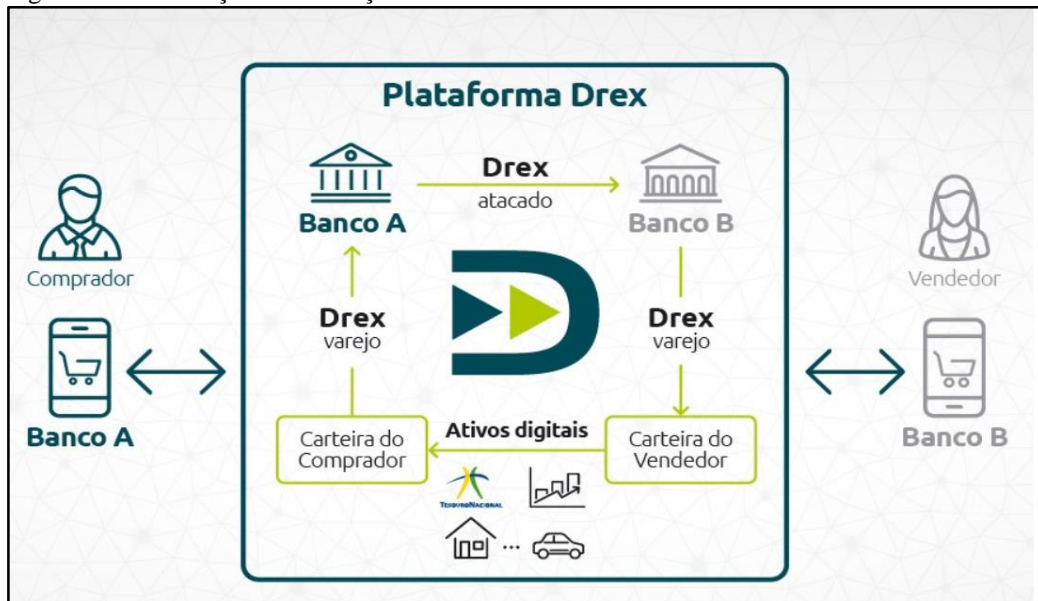 Plataforma Drex
Drex
atacado
Banco A
Banco B
Comprador
Vendedor
Drex
varejo
Drex
varejo
Banco A
Banco B
Ativos digitais
Carteira do
Comprador
Carteira do
Vendedor
TESOURONACIONAL